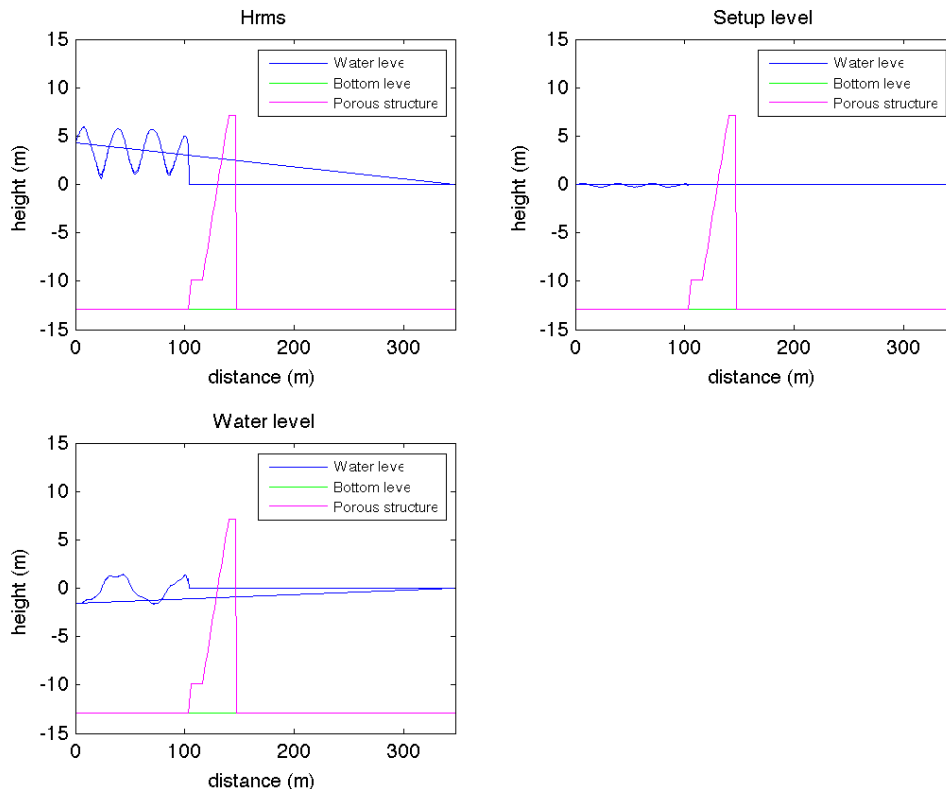 Hrms
15
10
5
0
-5
-10
-15
height (m)
0 100 200 300
distance (m)
Water leve
Bottom leve
Porous structure
Setup level
15
10
5
0
-5
-10
-15
height (m)
0 100 200 300
distance (m)
Water leve
Bottom leve
Porous structure
Water level
15
10
5
0
-5
-10
-15
height (m)
0 100 200 300
distance (m)
Water leve
Bottom leve
Porous structure